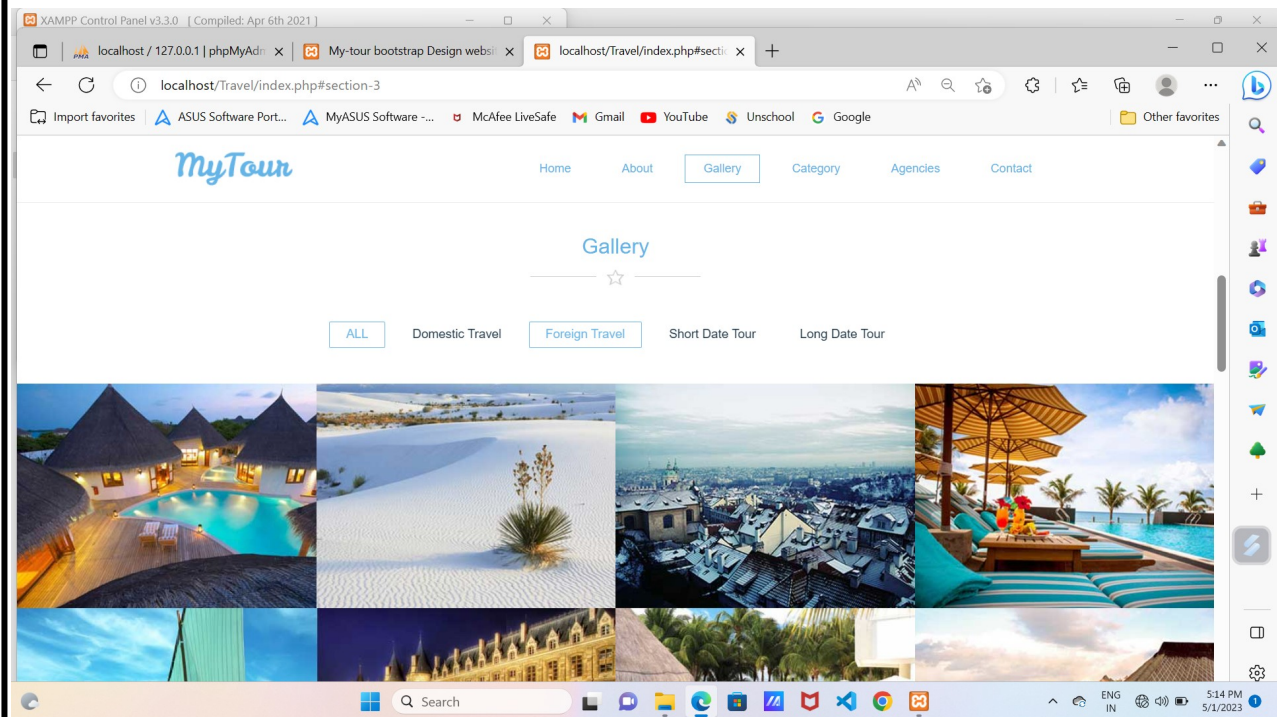 XAMPP Control Panel v3.3.0 [ Compiled: Apr 6th 2021 ]
localhost / 127.0.0.1 | phpMyAdn
My-tour bootstrap Design websi
localhost/Travel/index.php#secti
localhost/Travel/index.php#section-3
Import favorites
ASUS Software Port...
MyASUS Software -...
McAfee LiveSafe
Gmail
YouTube
Unschool
Google
Other favorites
MyTour
Home About Gallery Category Agencies Contact
Gallery
ALL Domestic Travel Foreign Travel Short Date Tour Long Date Tour
Search
ENG
IN
5:14 PM
5/1/2023
1